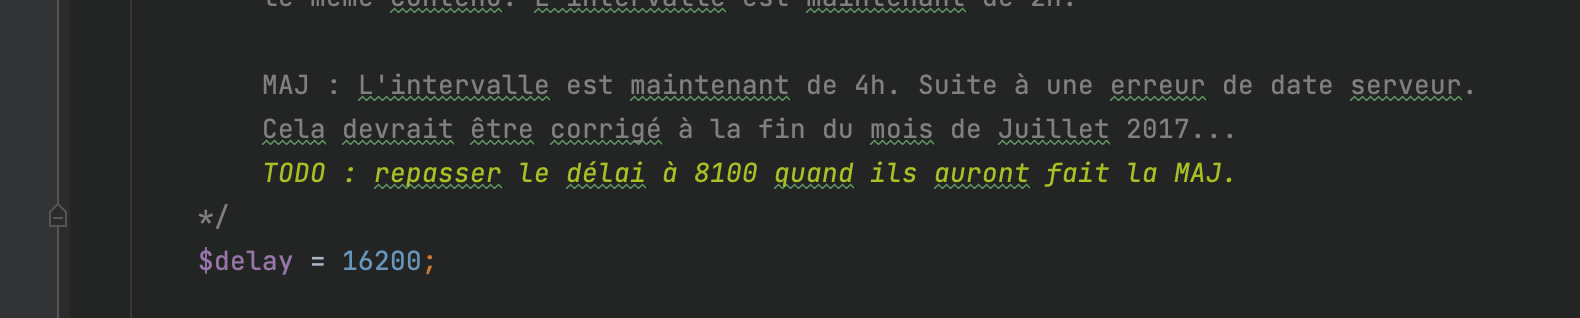 le même contenu. L'intervalle est maintenant de 2h.
MAJ : L'intervalle est maintenant de 4h. Suite à une erreur de date serveur.
Cela devrait être corrigé à la fin du mois de Juillet 2017...
TODO : repasser le délai à 8100 quand ils auront fait la MAJ.
*/
$delay = 16200;